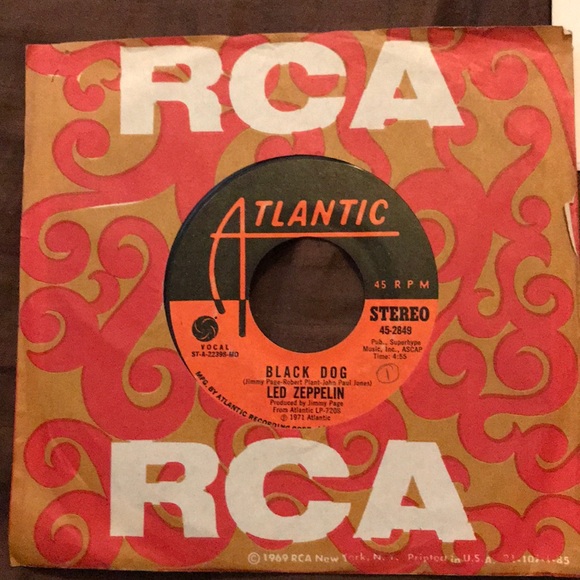 RCA
ATLANTIC
45 RPM
STEREO
45-2849
VOCAL
ST-A-22398-MO
Pub., Superhype
Music, Inc., ASCAP
Time: 4:55
1
BLACK DOG
(Jimmy Page-Robert Plant-John Paul Jones)
LED ZEPPELIN
Produced by Jimmy Page
From Atlantic LP-7208
℗ 1971 Atlantic
MFG. BY ATLANTIC RECORDING
RCA
© 1969 RCA New York, N. Y. Printed in U.S.A.